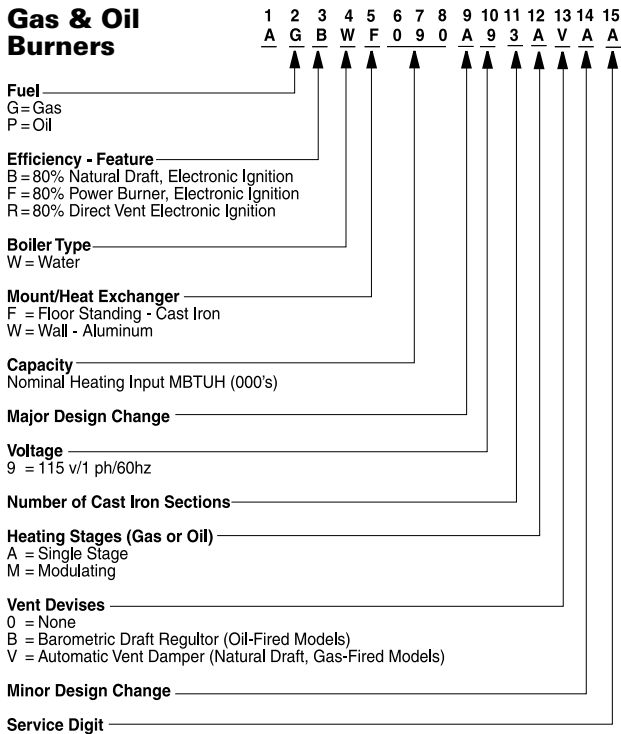 Gas & Oil
Burners
1 2 3 4 5 6 7 8 9 10 11 12 13 14 15
A G B W F 0 9 0 A 9 3 A V A A
Fuel
G = Gas
P = Oil
Efficiency - Feature
B = 80% Natural Draft, Electronic Ignition
F = 80% Power Burner, Electronic Ignition
R = 80% Direct Vent Electronic Ignition
Boiler Type
W = Water
Mount/Heat Exchanger
F = Floor Standing - Cast Iron
W = Wall - Aluminum
Capacity
Nominal Heating Input MBTUH (000's)
Major Design Change
Voltage
9 = 115 v/1 ph/60hz
Number of Cast Iron Sections
Heating Stages (Gas or Oil)
A = Single Stage
M = Modulating
Vent Devises
0 = None
B = Barometric Draft Regultor (Oil-Fired Models)
V = Automatic Vent Damper (Natural Draft, Gas-Fired Models)
Minor Design Change
Service Digit